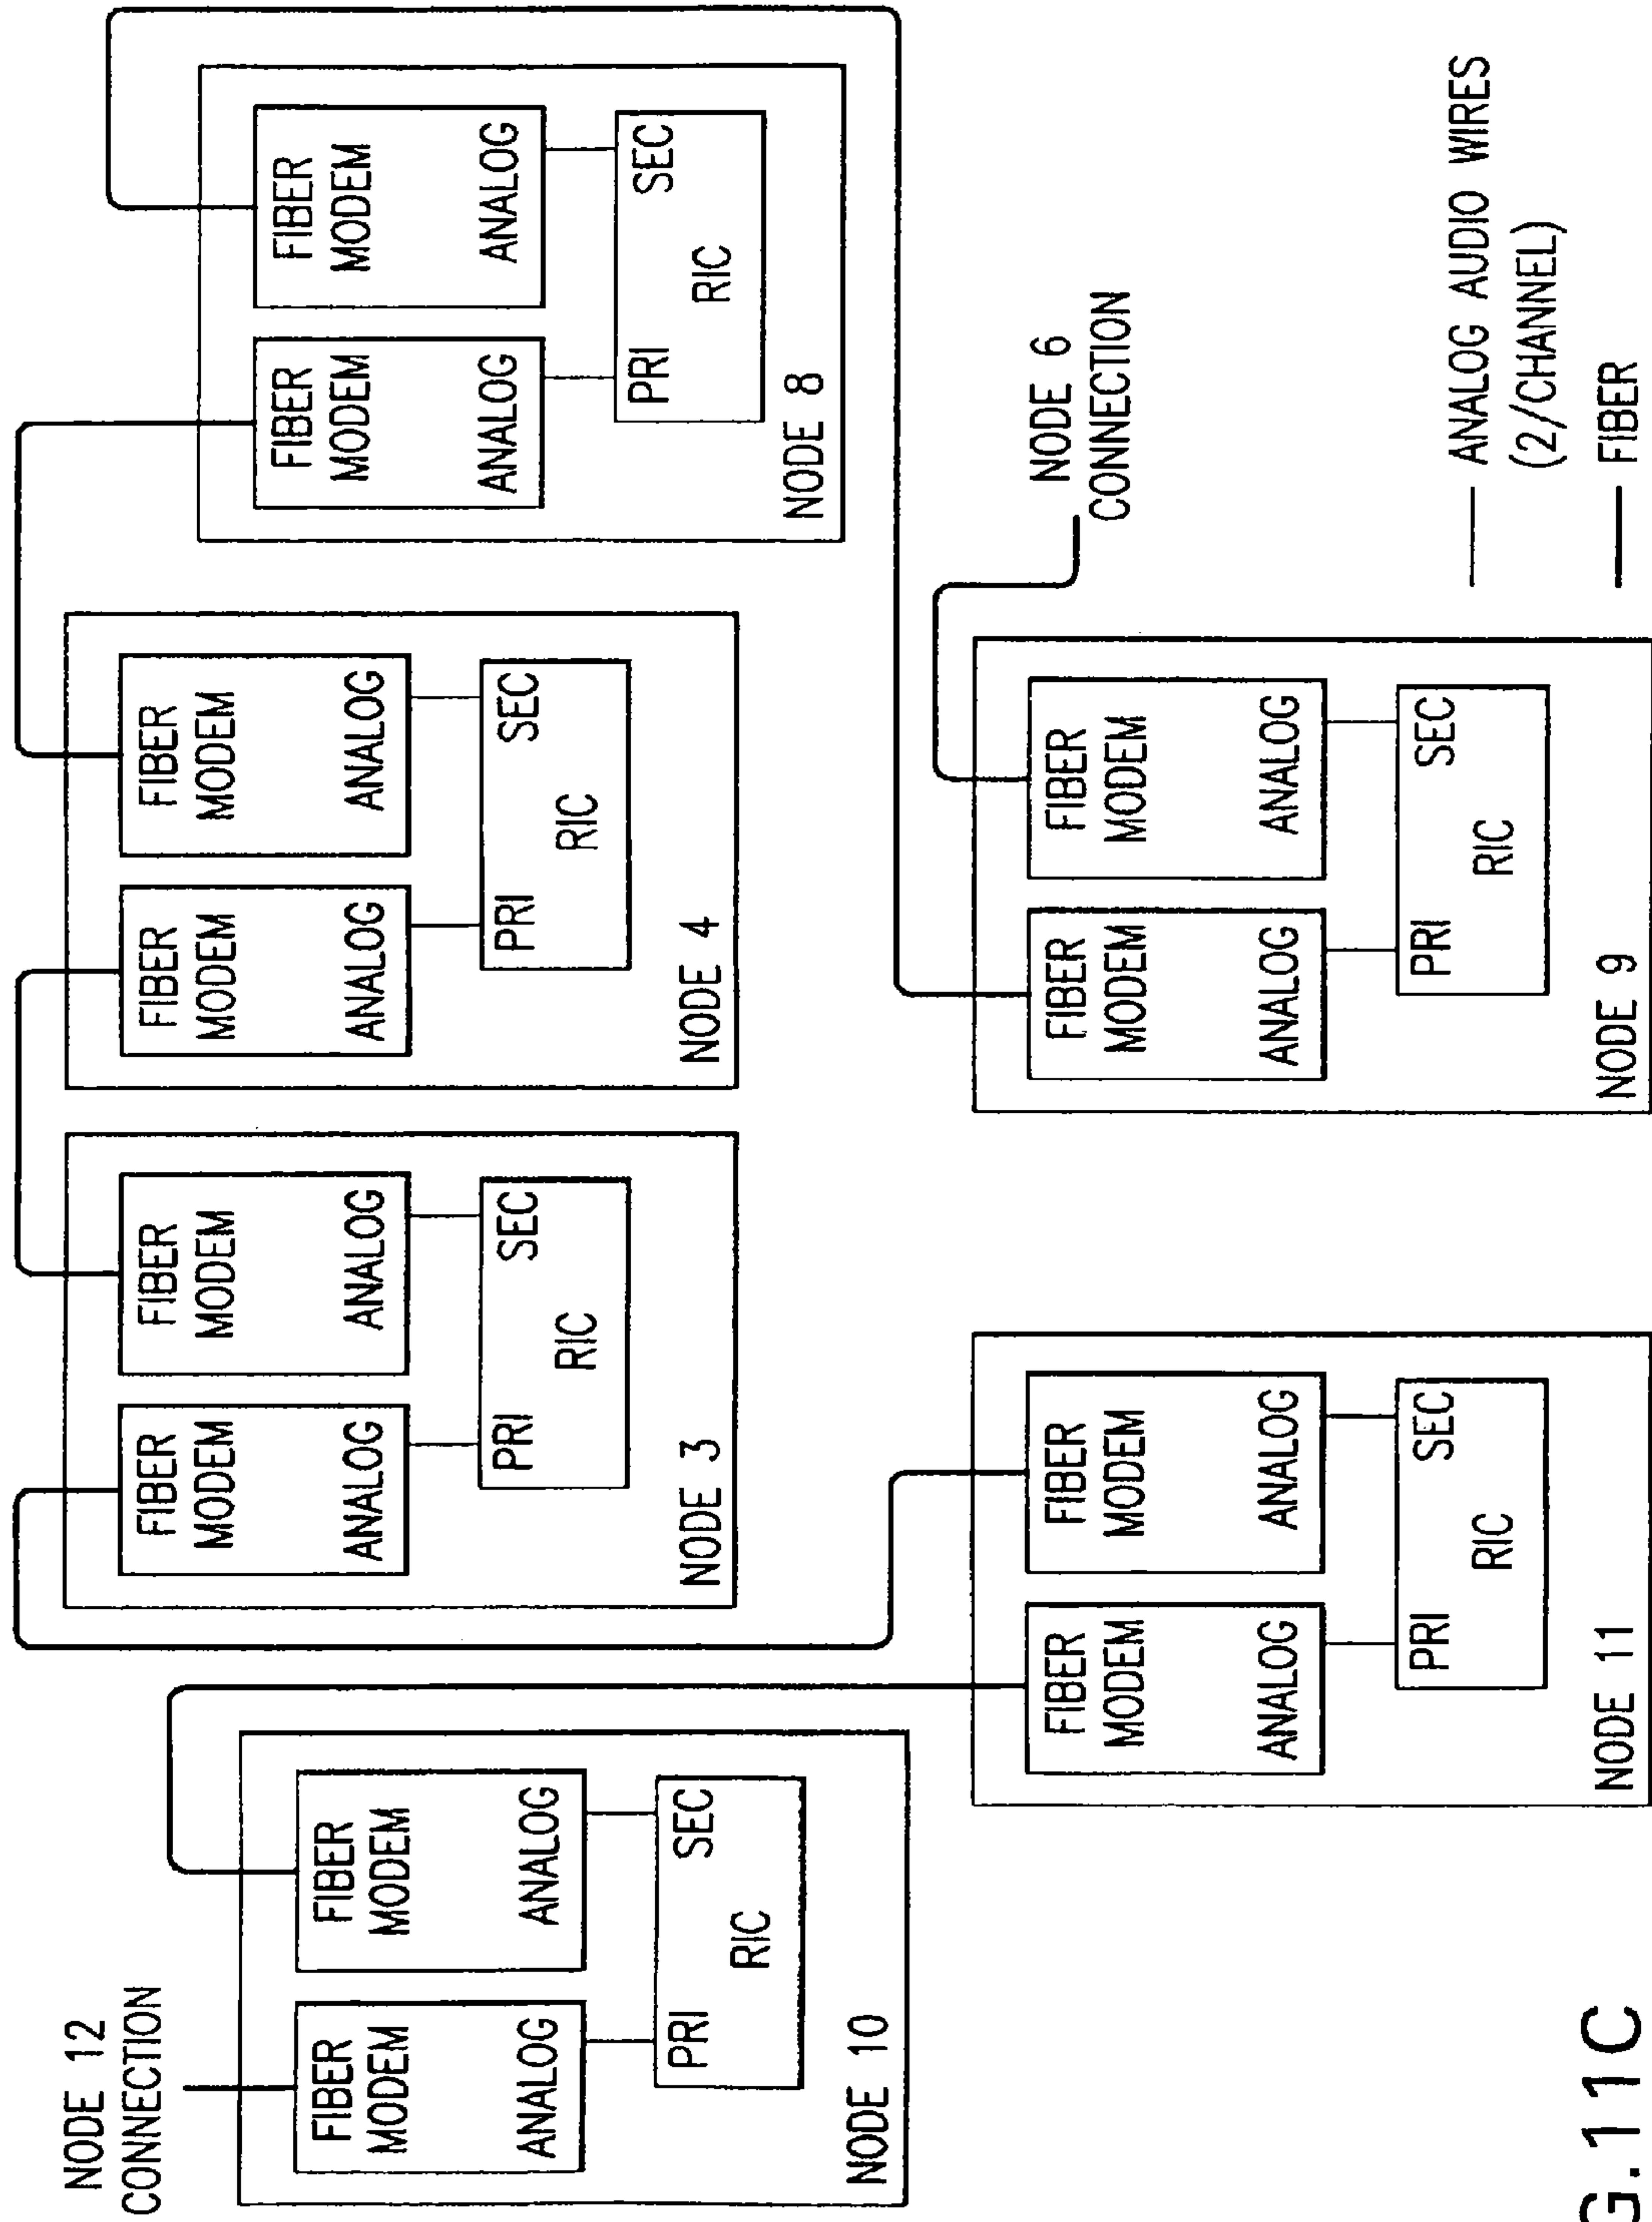 NODE 12
CONNECTION
FIBER
MODEM
ANALOG
FIBER
MODEM
ANALOG
PRI
SEC
RIC
NODE 10
FIBER
MODEM
ANALOG
FIBER
MODEM
ANALOG
PRI
SEC
RIC
NODE 3
FIBER
MODEM
ANALOG
FIBER
MODEM
ANALOG
PRI
SEC
RIC
NODE 4
FIBER
MODEM
ANALOG
FIBER
MODEM
ANALOG
PRI
SEC
RIC
NODE 8
FIBER
MODEM
ANALOG
FIBER
MODEM
ANALOG
PRI
SEC
RIC
NODE 11
FIBER
MODEM
ANALOG
FIBER
MODEM
ANALOG
PRI
SEC
RIC
NODE 9
NODE 6
CONNECTION
ANALOG AUDIO WIRES
(2/CHANNEL)
FIBER
G.11C